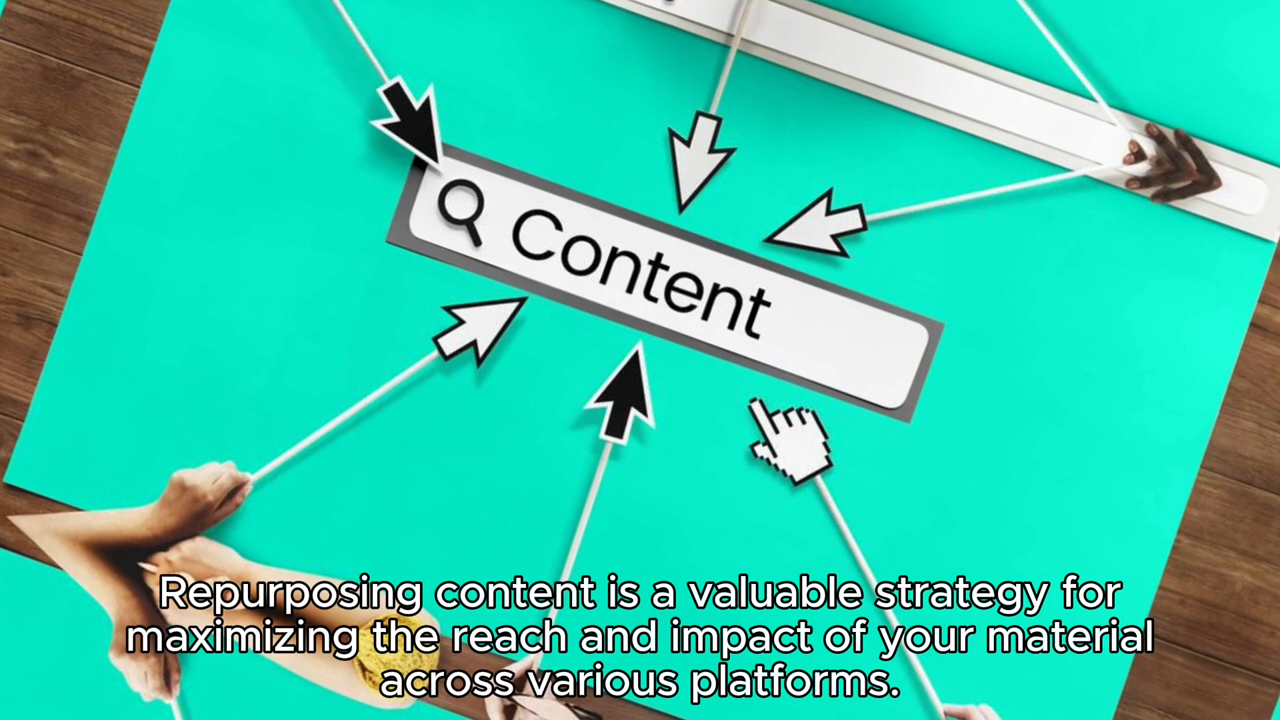 Content
Repurposing content is a valuable strategy for
maximizing the reach and impact of your material
across various platforms.